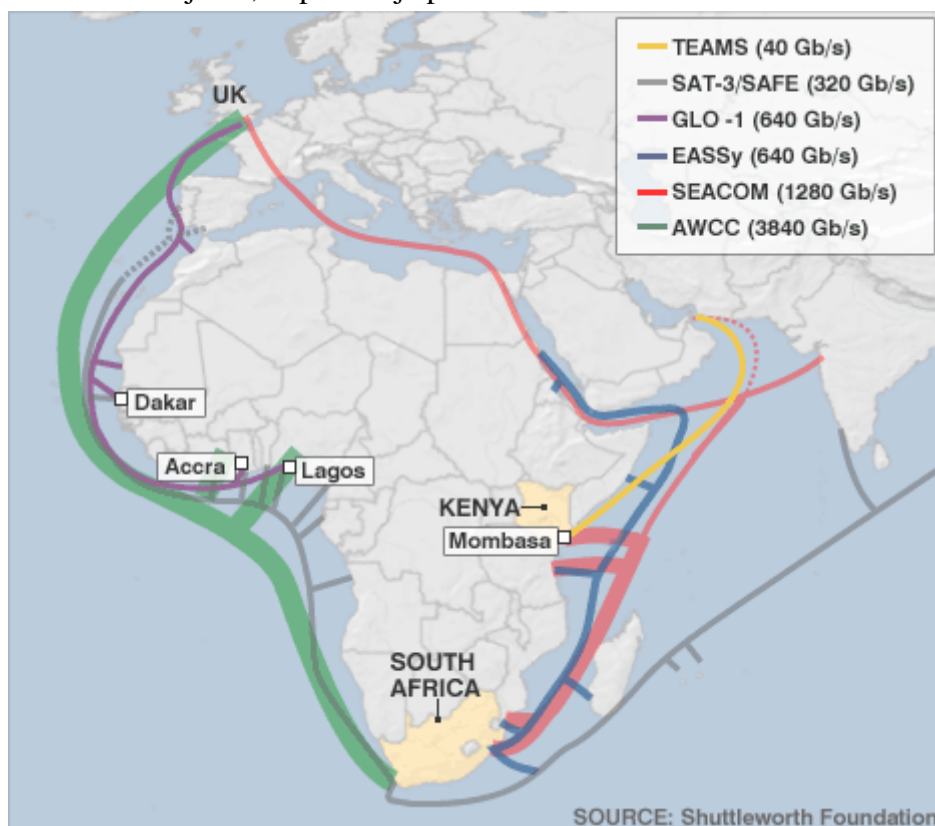 TEAMS (40 Gb/s)
SAT-3/SAFE (320 Gb/s)
GLO -1 (640 Gb/s)
EASSy (640 Gb/s)
SEACOM (1280 Gb/s)
AWCC (3840 Gb/s)
UK
Dakar
Accra
Lagos
KENYA
Mombasa
SOUTH
AFRICA
SOURCE: Shuttleworth Foundation